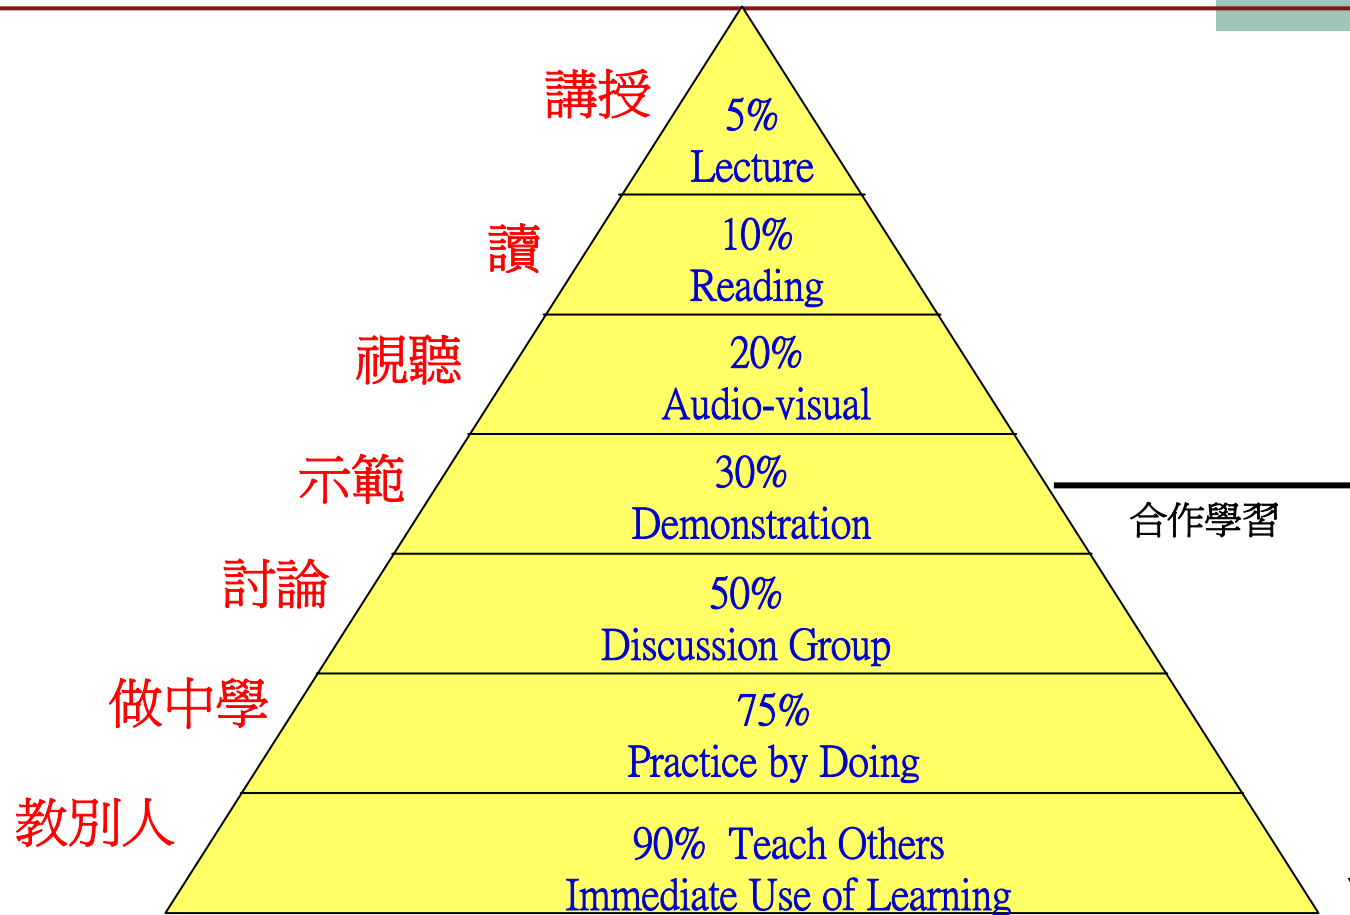 講授
5%
Lecture
讀
10%
Reading
視聽
20%
Audio-visual
示範
30%
Demonstration
合作學習
討論
50%
Discussion Group
做中學
75%
Practice by Doing
教別人
90% Teach Others
Immediate Use of Learning